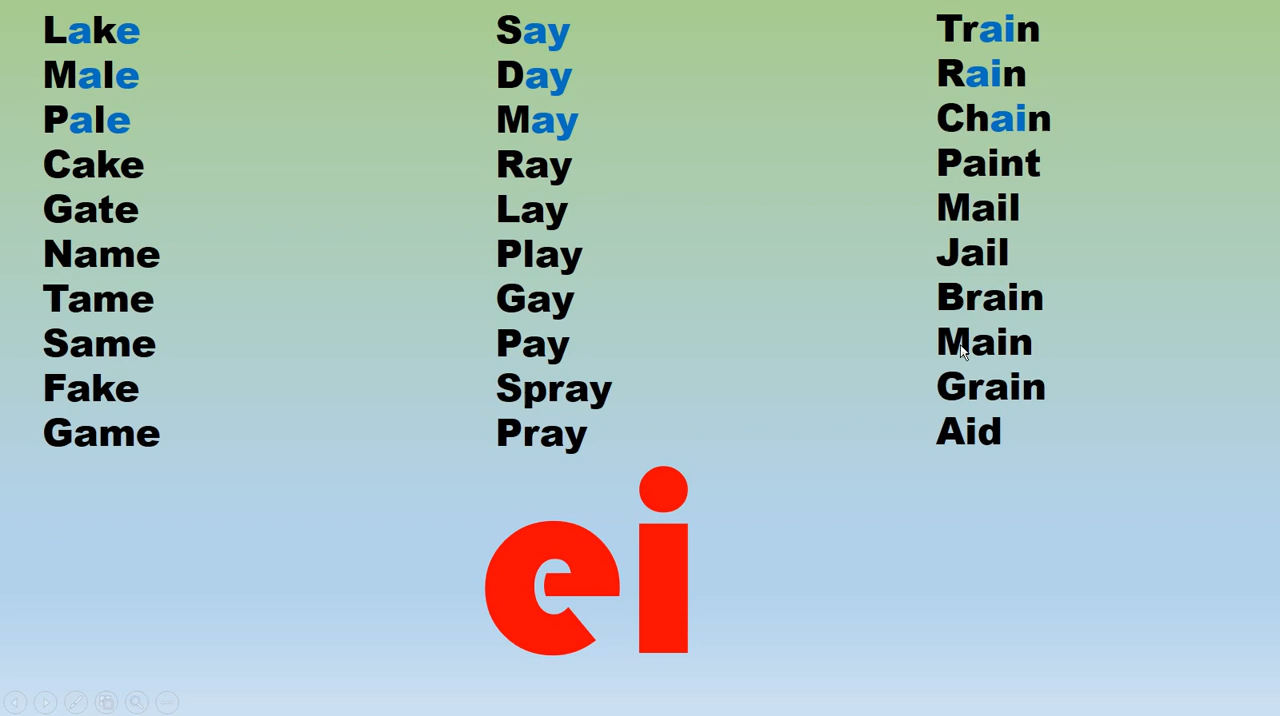 Lake
Male
Pale
Cake
Gate
Name
Tame
Same
Fake
Game
Say
Day
May
Ray
Lay
Play
Gay
Pay
Spray
Pray
Train
Rain
Chain
Paint
Mail
Jail
Brain
Main
Grain
Aid
ei